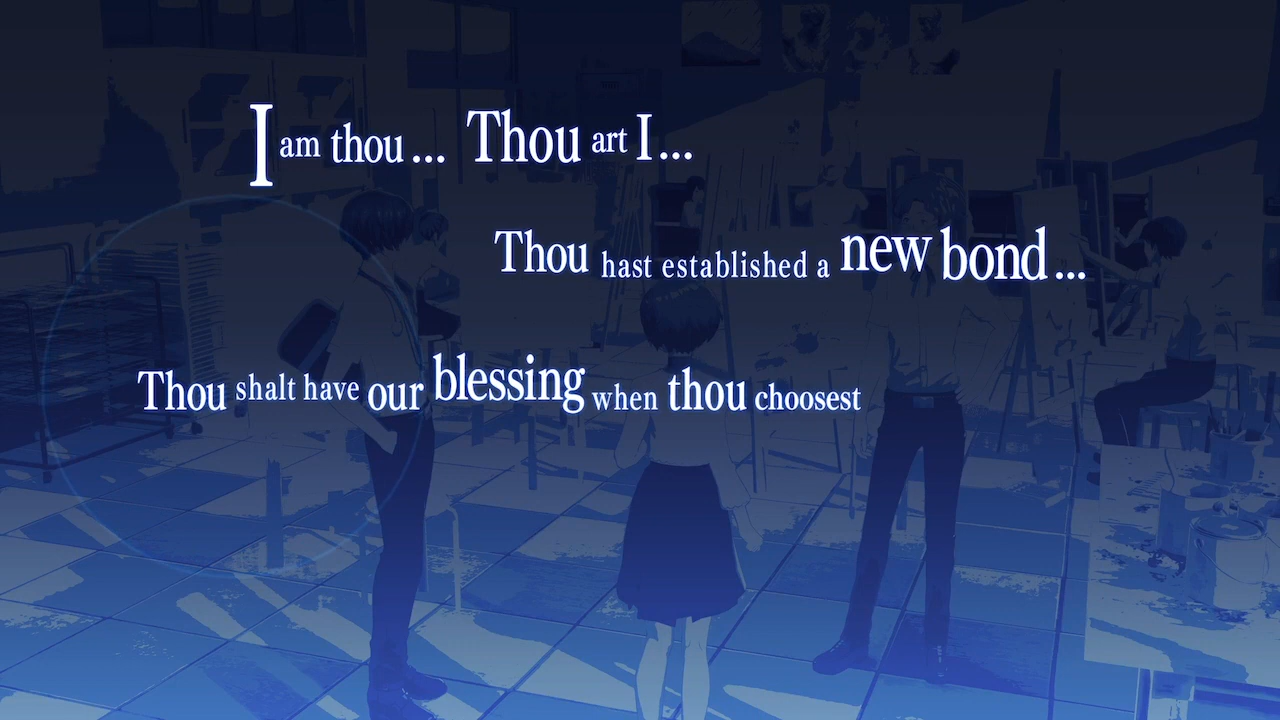 I am thou... Thou art I...
Thou hast established a new bond...
Thou shalt have our blessing when thou choosest